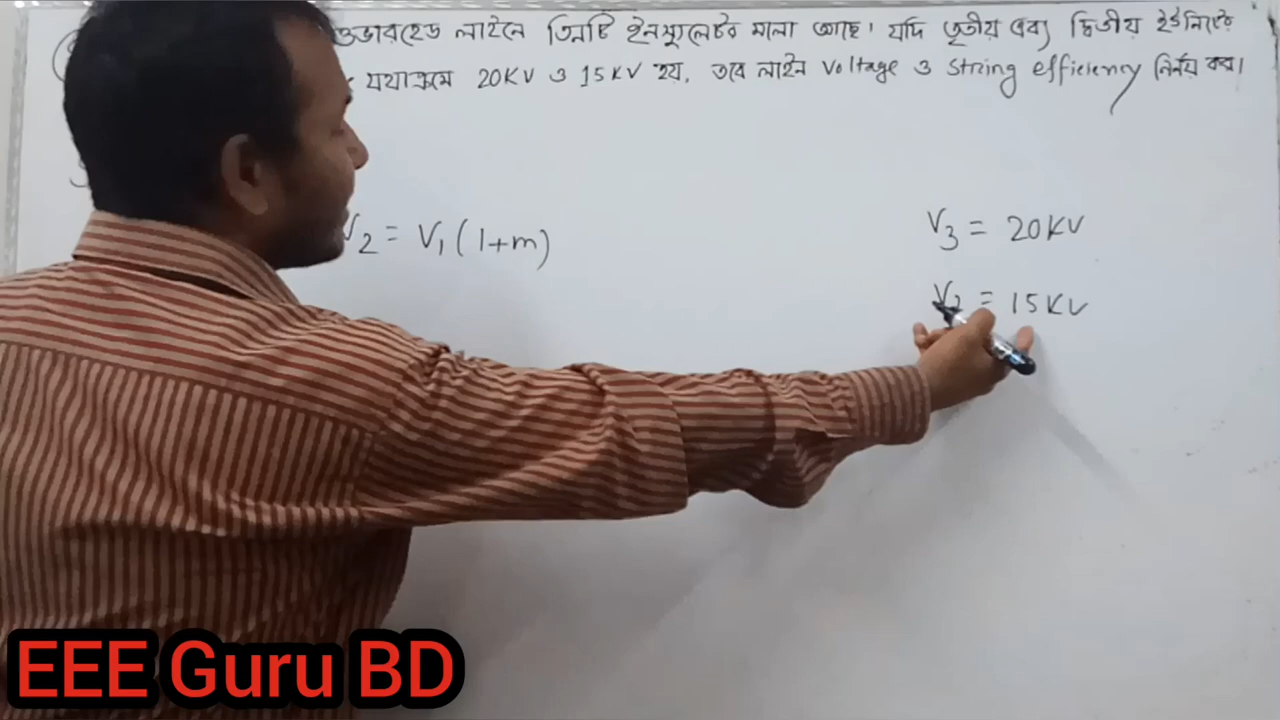 ওভারহেড লাইনে তিনটি ইনস্যুলেটর মালা আছে। যদি তৃতীয় এবং দ্বিতীয় ইউনিটের
যথাক্রমে 20KV ও 15KV হয়, তবে লাইন Voltage ও String efficiency নির্নয় কর।
V2 = V1(1+m)
V3 = 20KV
V2 = 15KV
EEE Guru BD